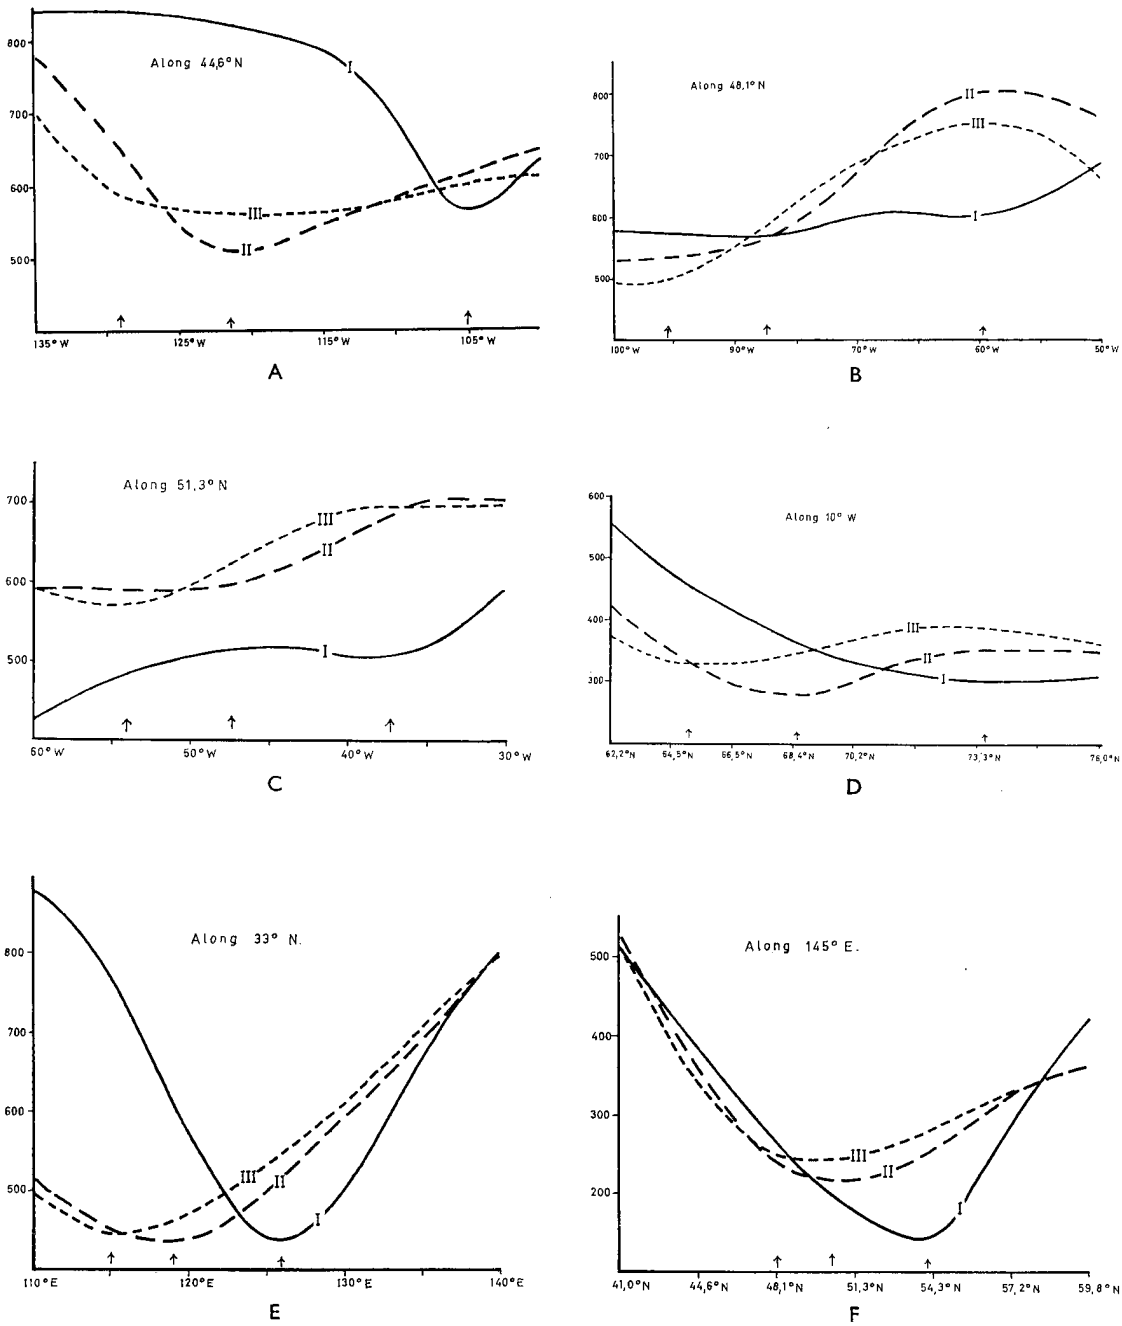 Along 44,6° N
800
700
600
500
I
II
III
135° W 125° W 115° W 105° W
A
Along 48,1° N
800
700
600
500
II
III
I
100° W 90° W 70° W 60° W 50° W
B
Along 51,3° N
700
600
500
III
II
I
60° W 50° W 40° W 30° W
C
Along 10° W
600
500
400
300
III
II
I
62,2°N 64,5°N 66,5°N 68,4°N 70,2°N 73,3°N 76,0°N
D
Along 33° N.
800
700
600
500
III
II
I
110° E 120° E 130° E 140° E
E
Along 145° E.
500
400
300
200
III
II
I
41,0°N 44,6°N 48,1°N 51,3°N 54,3°N 57,2° N 59,8°N
F